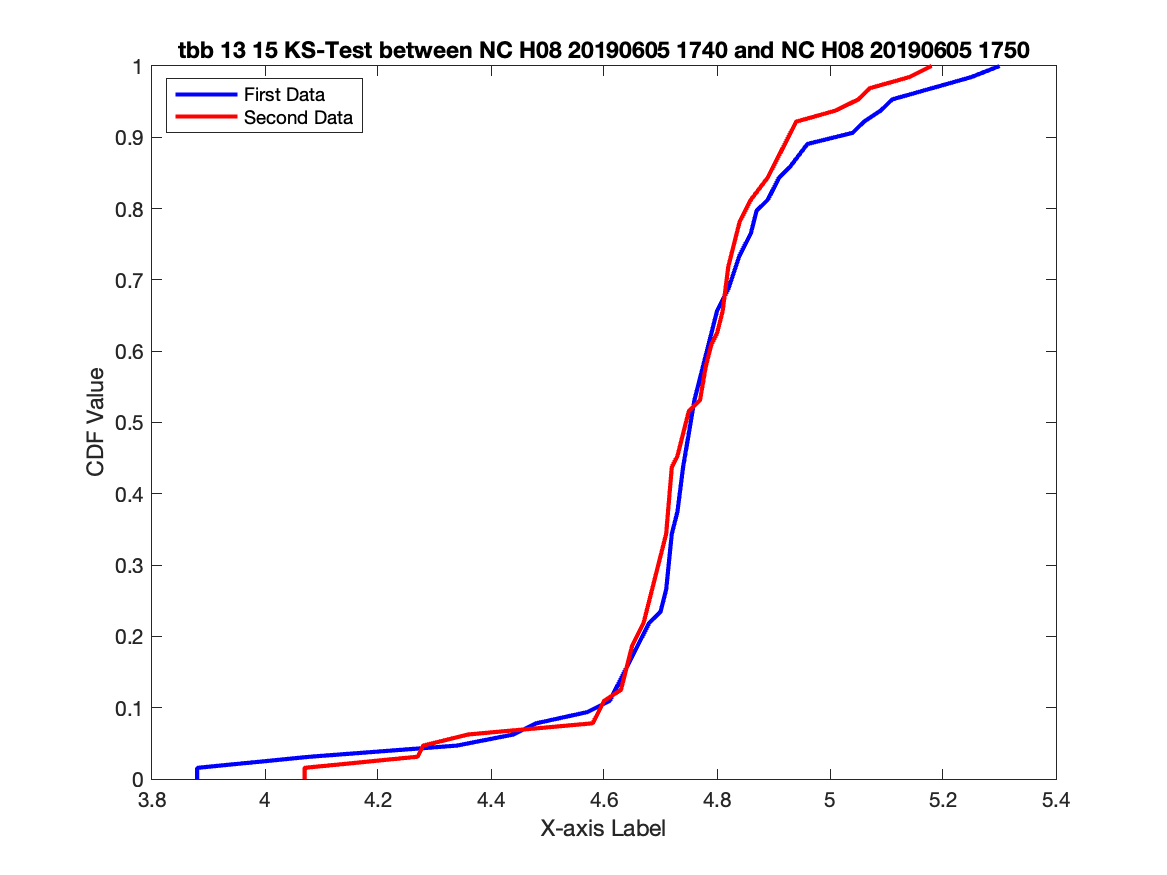 tbb 13 15 KS-Test between NC H08 20190605 1740 and NC H08 20190605 1750
First Data
Second Data
1
0.9
0.8
0.7
0.6
0.5
0.4
0.3
0.2
0.1
0
CDF Value
3.8 4 4.2 4.4 4.6 4.8 5 5.2 5.4
X-axis Label